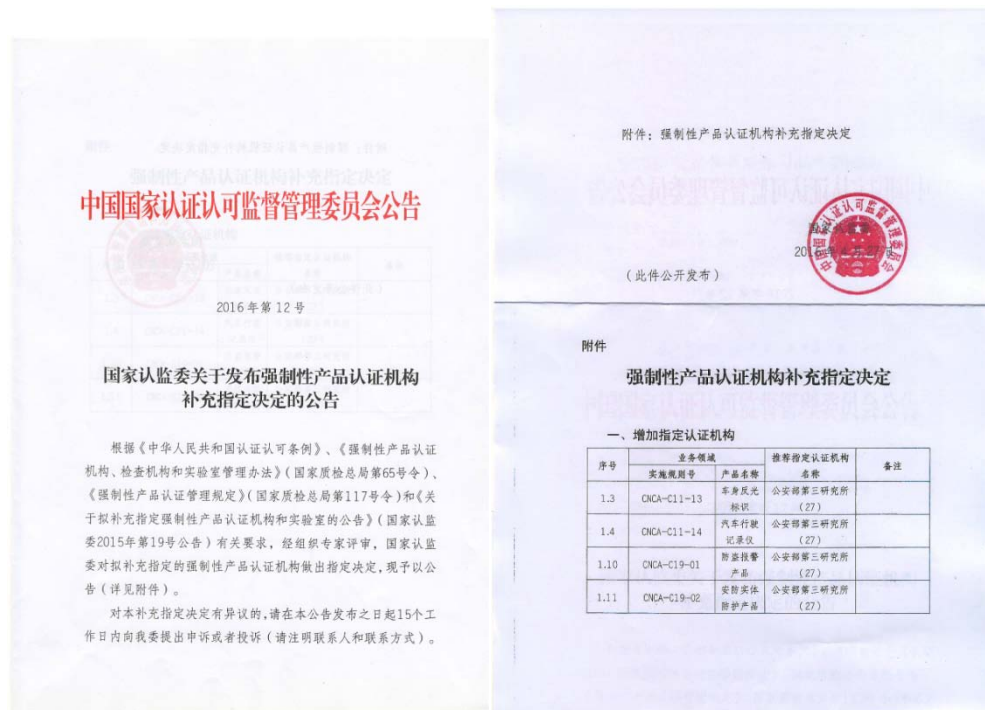 中国国家认证认可监督管理委员会公告
2016年第12号
国家认监委关于发布强制性产品认证机构
补充指定决定的公告
根据《中华人民共和国认证认可条例》、《强制性产品认证
机构、检查机构和实验室管理办法》(国家质检总局第65号令)、
《强制性产品认证管理规定》(国家质检总局第117号令)和《关
于拟补充指定强制性产品认证机构和实验室的公告》(国家认监
委2015年第19号公告)有关要求，经组织专家评审，国家认监
委对拟补充指定的强制性产品认证机构做出指定决定,现予以公
告(详见附件)。
对本补充指定决定有异议的,请在本公告发布之日起15个工
作日内向我委提出申诉或者投诉(请注明联系人和联系方式)。
附件：强制性产品认证机构补充指定决定
中国国家认证认可监督管理委员会
(此件公开发布)
附件
强制性产品认证机构补充指定决定
一、增加指定认证机构
序号 业务领域 推荐指定认证机构名称 备注
实施规则号 产品名称
1.3 CNCA-C11-13 车身反光标识 公安部第三研究所(27)
1.4 CNCA-C11-14 汽车行驶记录仪 公安部第三研究所(27)
1.10 CNCA-C19-01 防盗报警产品 公安部第三研究所(27)
1.11 CNCA-C19-02 安防实体防护产品 公安部第三研究所(27)